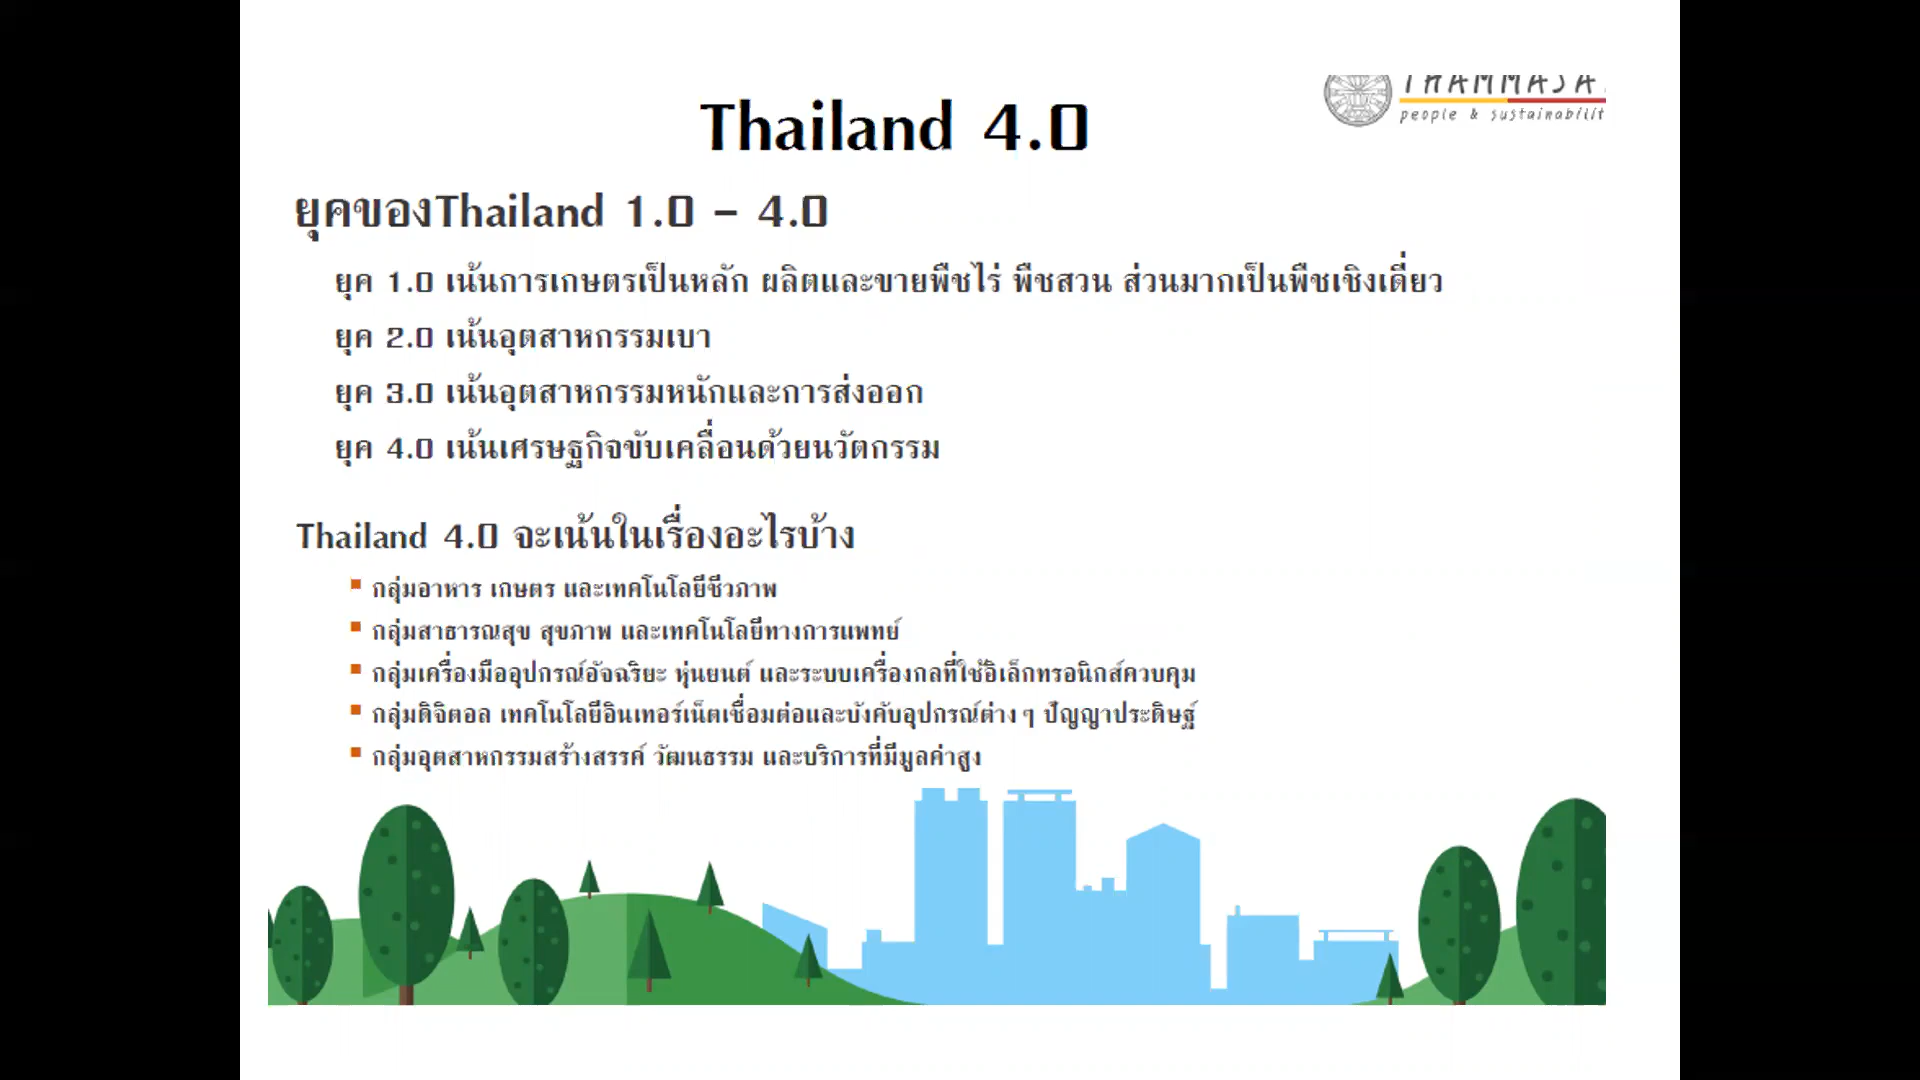 THAMMASA
people & sustainabilit
Thailand 4.0
ยุคของThailand 1.0 – 4.0
ยุค 1.0 เน้นการเกษตรเป็นหลัก ผลิตและขายพืชไร่ พืชสวน ส่วนมากเป็นพืชเชิงเดี่ยว
ยุค 2.0 เน้นอุตสาหกรรมเบา
ยุค 3.0 เน้นอุตสาหกรรมหนักและการส่งออก
ยุค 4.0 เน้นเศรษฐกิจขับเคลื่อนด้วยนวัตกรรม
Thailand 4.0 จะเน้นในเรื่องอะไรบ้าง
กลุ่มอาหาร เกษตร และเทคโนโลยีชีวภาพ
กลุ่มสาธารณสุข สุขภาพ และเทคโนโลยีทางการแพทย์
กลุ่มเครื่องมืออุปกรณ์อัจฉริยะ หุ่นยนต์ และระบบเครื่องกลที่ใช้อิเล็กทรอนิกส์ควบคุม
กลุ่มดิจิตอล เทคโนโลยีอินเทอร์เน็ตเชื่อมต่อและบังคับอุปกรณ์ต่างๆ ปัญญาประดิษฐ์
กลุ่มอุตสาหกรรมสร้างสรรค์ วัฒนธรรม และบริการที่มีมูลค่าสูง